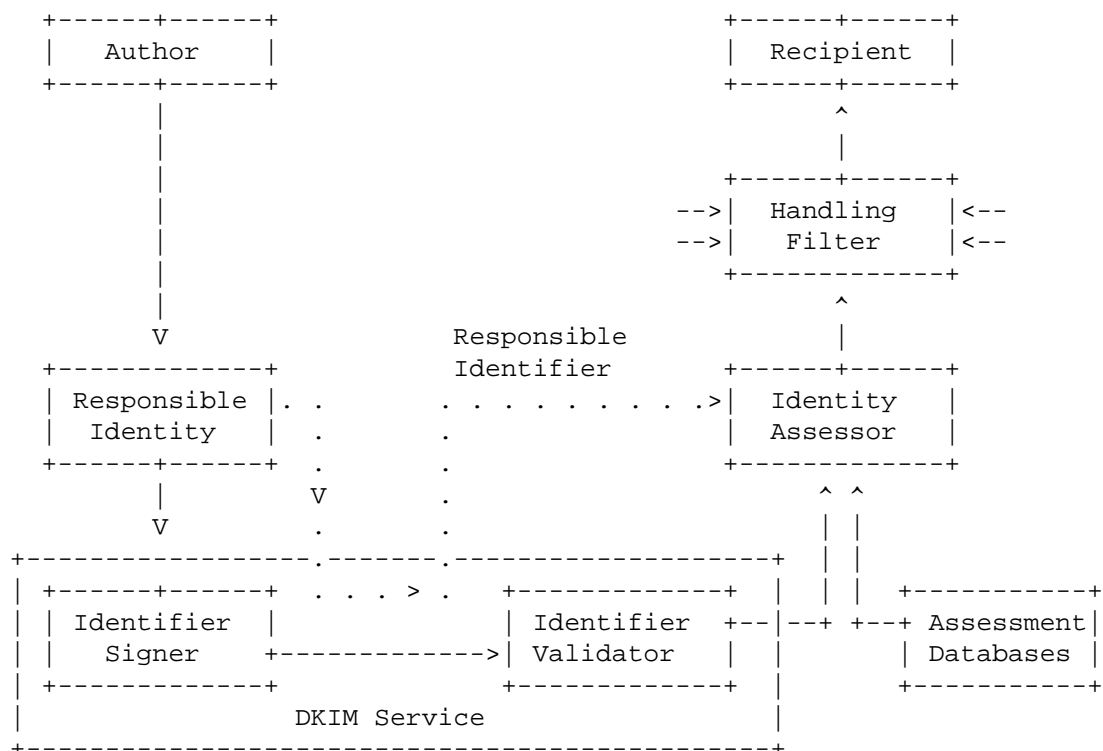 Author Recipient
Handling
Filter
Responsible
Identifier
Responsible Identity
Identity Assessor
Identifier Identifier Assessment
Signer Validator Databases
DKIM Service